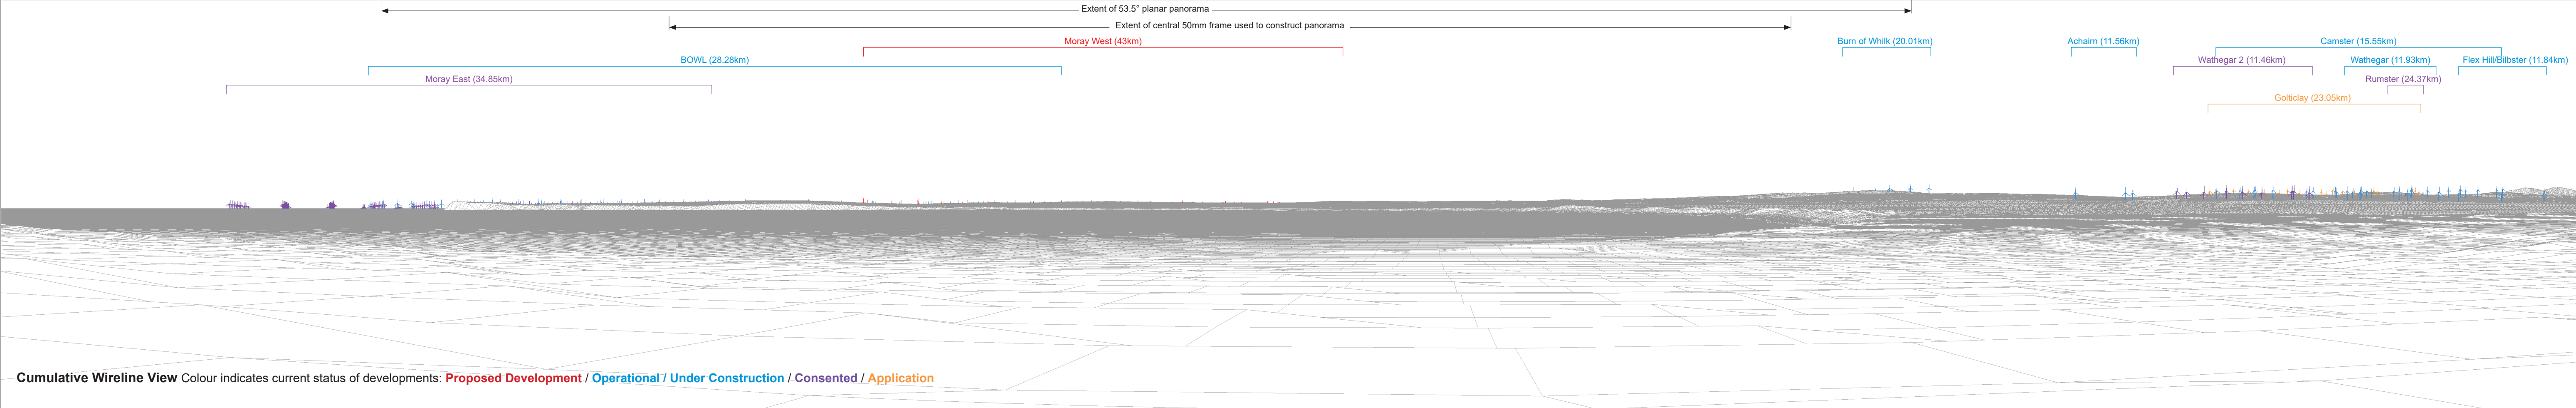 Extent of 53.5° planar panorama
Extent of central 50mm frame used to construct panorama
Moray West (43km)
Burn of Whilk (20.01km)
Achairn (11.56km)
Camster (15.55km)
BOWL (28.28km)
Wathegar 2 (11.46km)
Wathegar (11.93km)
Flex Hill/Bilbster (11.84km)
Moray East (34.85km)
Rumster (24.37km)
Golticlay (23.05km)
Cumulative Wireline View Colour indicates current status of developments: Proposed Development / Operational / Under Construction / Consented / Application